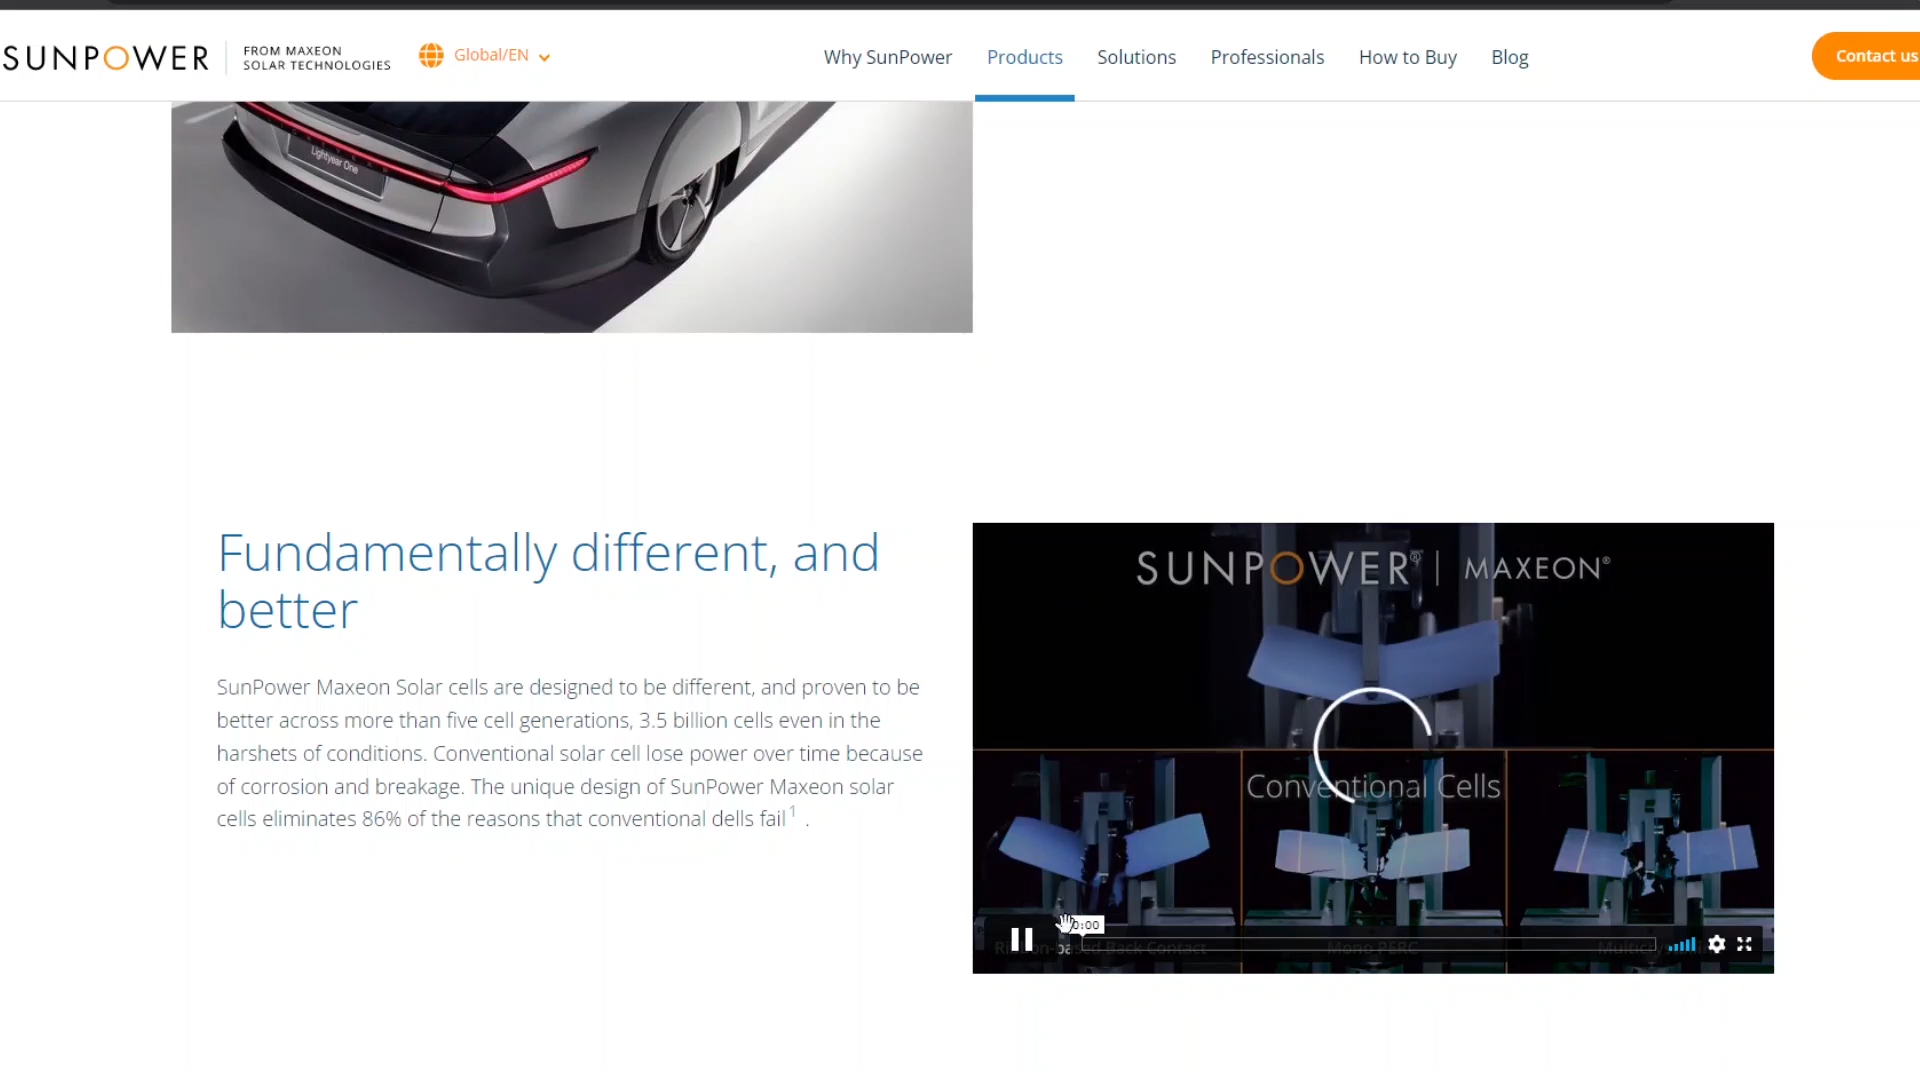 SUNPOWER
FROM MAXEON
SOLAR TECHNOLOGIES
Global/EN
Why SunPower
Products
Solutions
Professionals
How to Buy
Blog
Contact us
Lightyear One
Fundamentally different, and
better
SunPower Maxeon Solar cells are designed to be different, and proven to be
better across more than five cell generations, 3.5 billion cells even in the
harshets of conditions. Conventional solar cell lose power over time because
of corrosion and breakage. The unique design of SunPower Maxeon solar
cells eliminates 86% of the reasons that conventional dells fail 1 .
SUNPOWER® | MAXEON®
Conventional Cells
0:00
Back Contact
Mono PERC